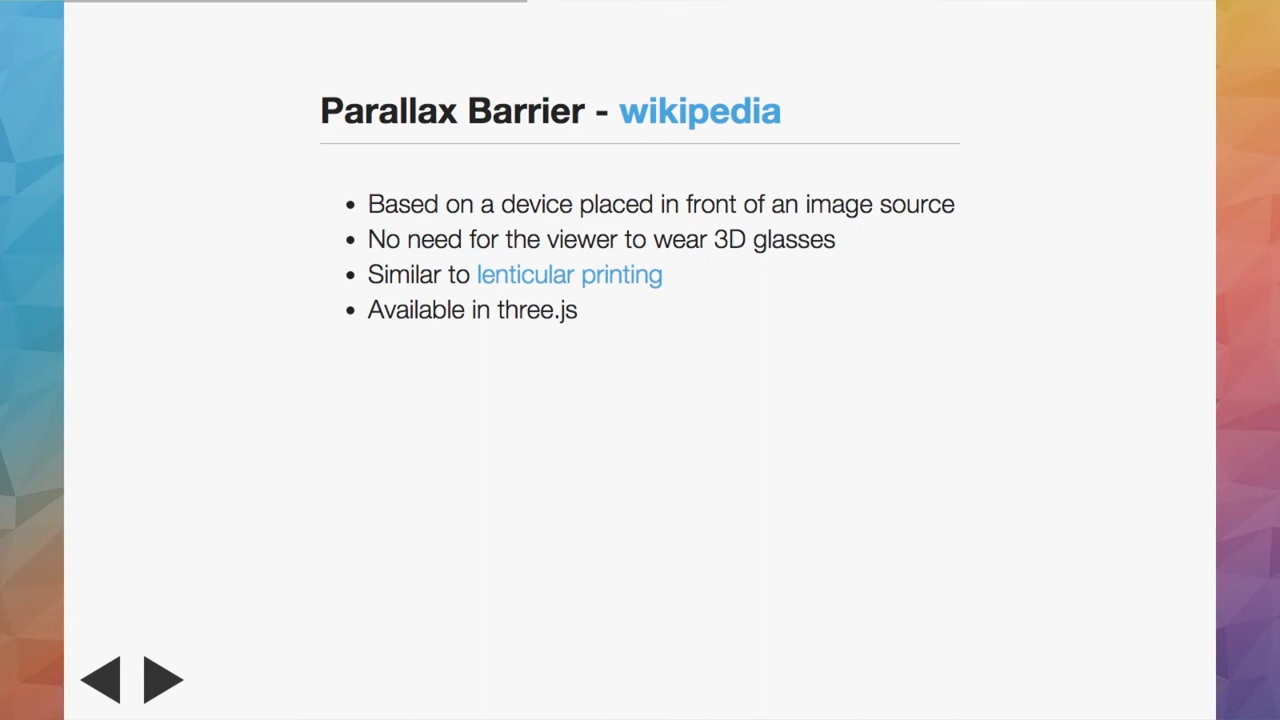 Parallax Barrier - wikipedia
• Based on a device placed in front of an image source
• No need for the viewer to wear 3D glasses
• Similar to lenticular printing
• Available in three.js